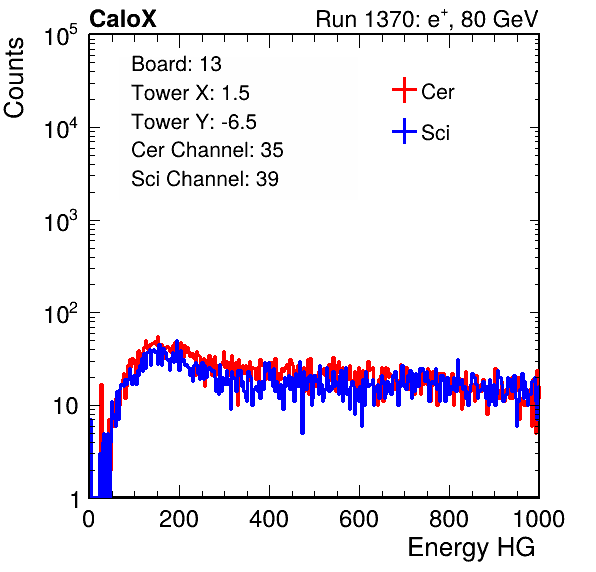 CaloX Run 1370: e⁺, 80 GeV
Counts
Board: 13
Tower X: 1.5
Tower Y: -6.5
Cer Channel: 35
Sci Channel: 39
Cer
Sci
10⁵
10⁴
10³
10²
10
1
0 200 400 600 800 1000
Energy HG